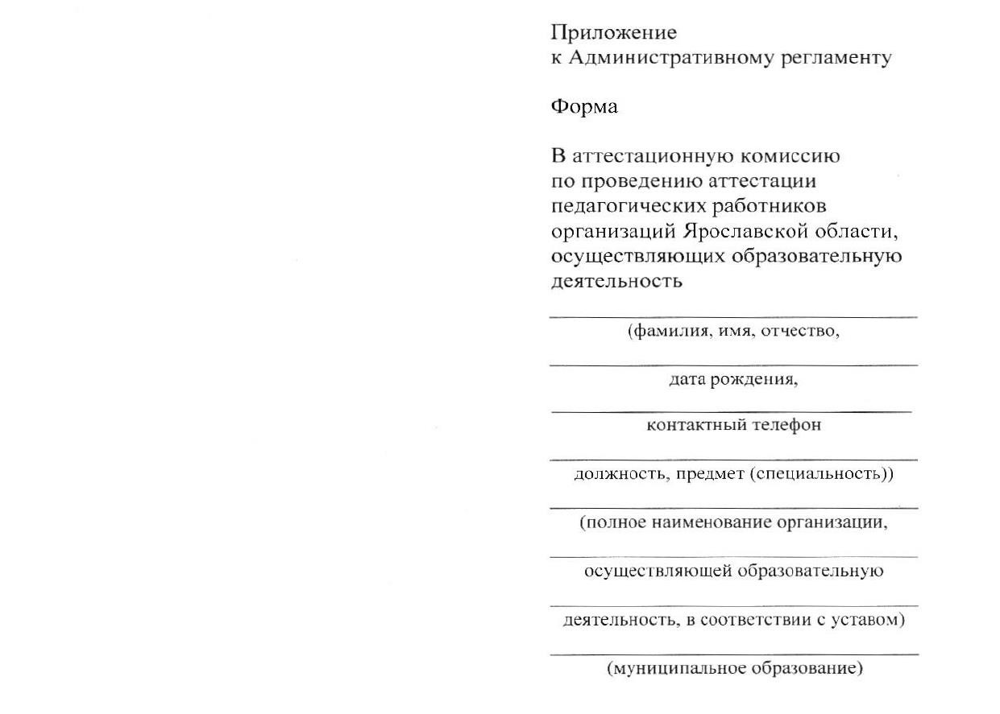 Приложение
к Административному регламенту
Форма
В аттестационную комиссию
по проведению аттестации
педагогических работников
организаций Ярославской области,
осуществляющих образовательную
деятельность
(фамилия, имя, отчество,
дата рождения,
контактный телефон
должность, предмет (специальность))
(полное наименование организации,
осуществляющей образовательную
деятельность, в соответствии с уставом)
(муниципальное образование)